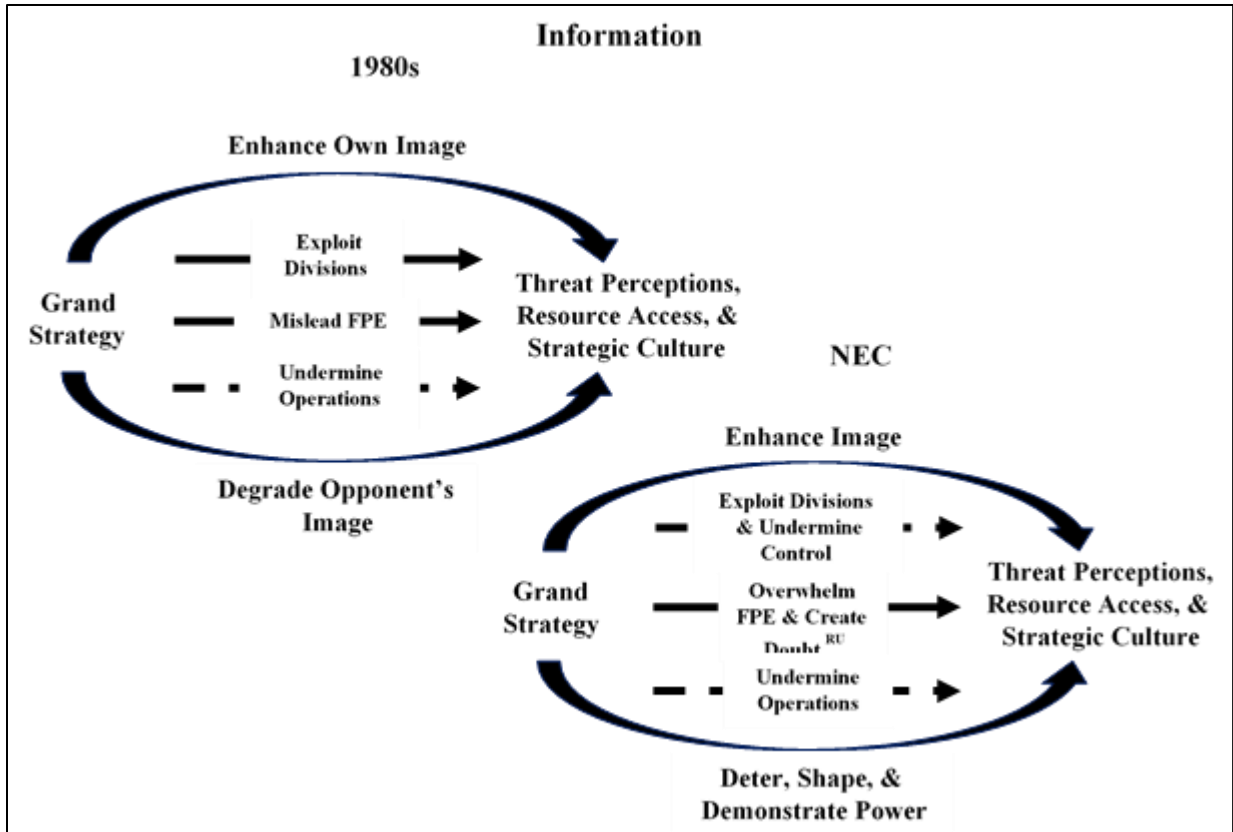 Information
1980s
Enhance Own Image
Exploit
Divisions
Grand
Strategy
Mislead FPE
Threat Perceptions,
Resource Access, &
Strategic Culture
Undermine
Operations
Degrade Opponent's
Image
NEC
Enhance Image
Exploit Divisions
& Undermine
Control
Grand
Strategy
Overwhelm
FPE & Create
Doubt RU
Threat Perceptions,
Resource Access, &
Strategic Culture
Undermine
Operations
Deter, Shape, &
Demonstrate Power